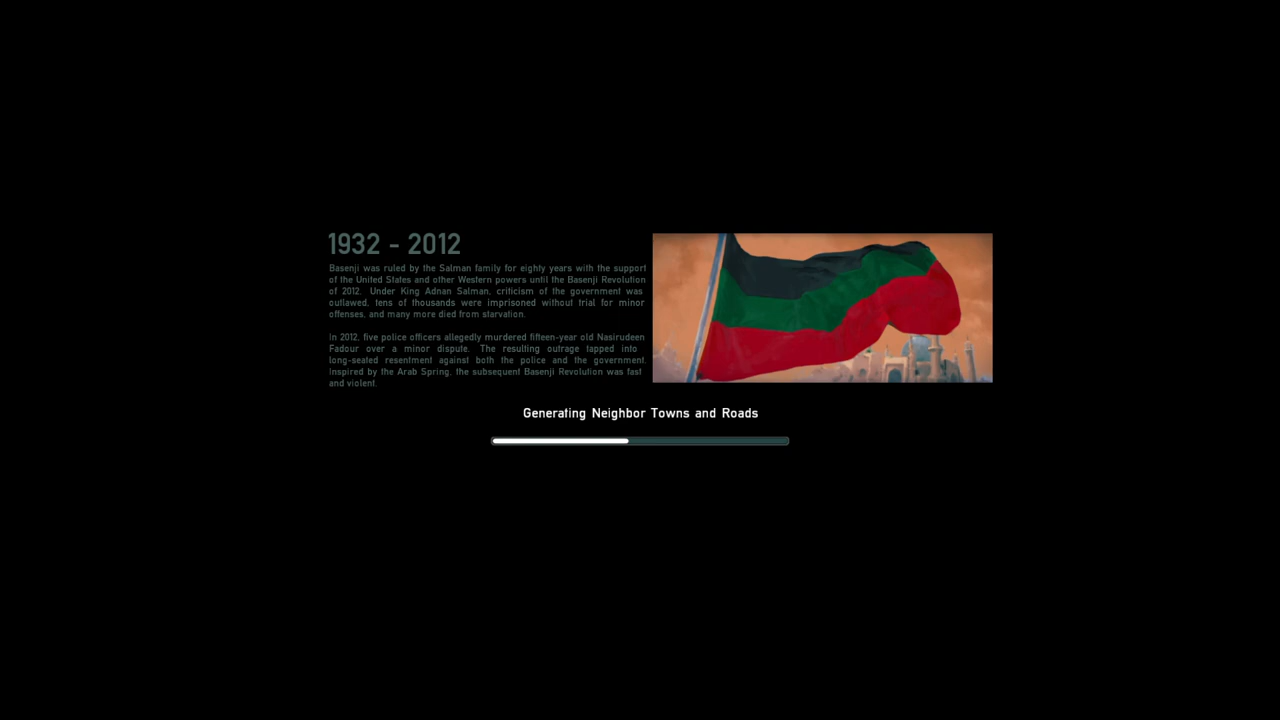 1932 - 2012
Basenji was ruled by the Salman family for eighty years with the support
of the United States and other Western powers until the Basenji Revolution
of 2012. Under King Adnan Salman, criticism of the government was
outlawed, tens of thousands were imprisoned without trial for minor
offenses, and many more died from starvation.
In 2012, five police officers allegedly murdered fifteen-year old Nasirudeen
Fadour over a minor dispute. The resulting outrage tapped into
long-seated resentment against both the police and the government.
Inspired by the Arab Spring, the subsequent Basenji Revolution was fast
and violent.
Generating Neighbor Towns and Roads